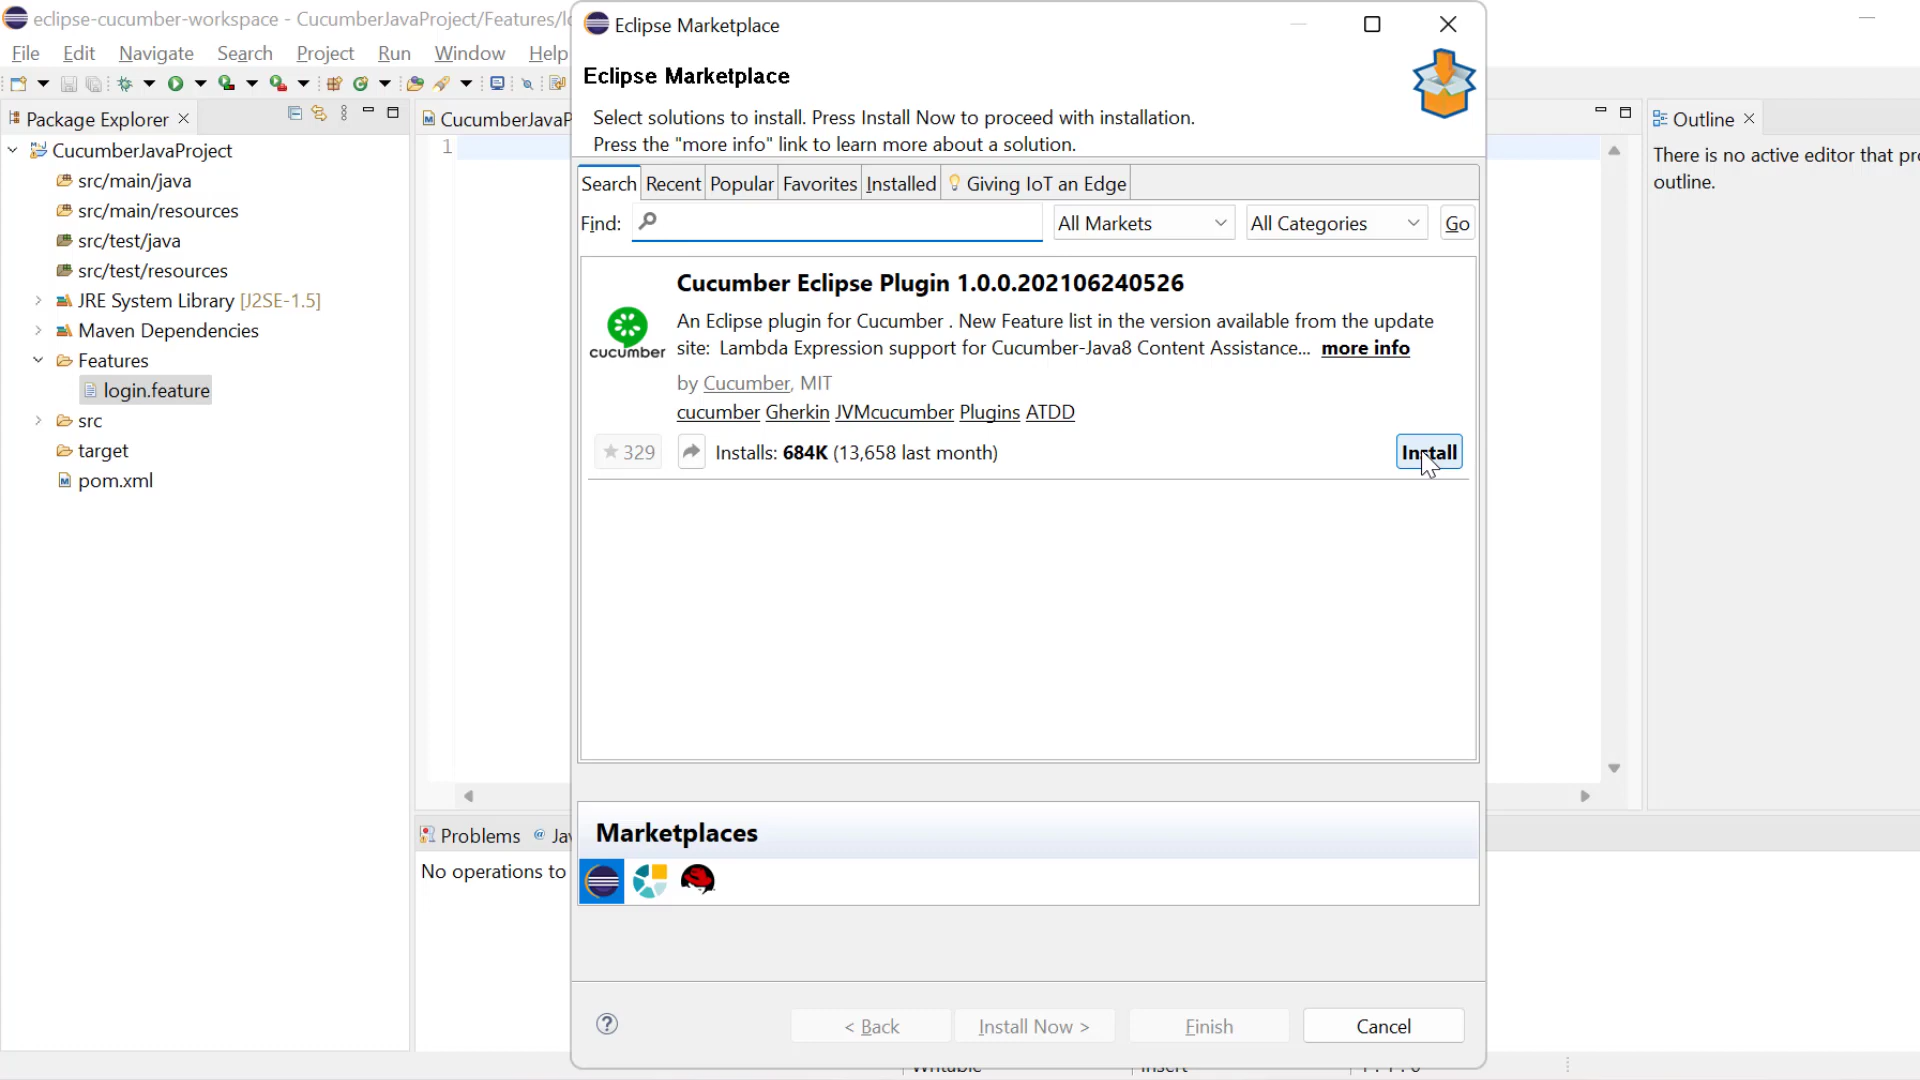 eclipse-cucumber-workspace - CucumberJavaProject/Features/
File Edit Navigate Search Project Run Window Help
Package Explorer
CucumberJavaProject
src/main/java
src/main/resources
src/test/java
src/test/resources
JRE System Library [J2SE-1.5]
Maven Dependencies
Features
login.feature
src
target
pom.xml
CucumberJavaP
1
Eclipse Marketplace
Eclipse Marketplace
Select solutions to install. Press Install Now to proceed with installation.
Press the "more info" link to learn more about a solution.
Search Recent Popular Favorites Installed Giving IoT an Edge
Find: All Markets All Categories Go
Cucumber Eclipse Plugin 1.0.0.202106240526
An Eclipse plugin for Cucumber . New Feature list in the version available from the update
site: Lambda Expression support for Cucumber-Java8 Content Assistance... more info
cucumber
by Cucumber, MIT
cucumber Gherkin JVMcucumber Plugins ATDD
329 Installs: 684K (13,658 last month) Install
Marketplaces
< Back Install Now > Finish Cancel
Outline
There is no active editor that pr
outline.
Problems @ Jav
No operations to